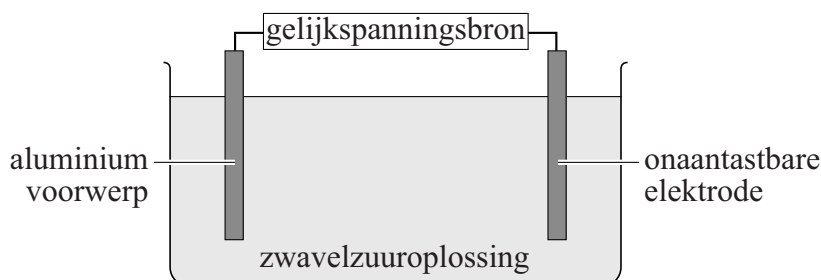 gelijkspanningsbron
aluminium
voorwerp
onaantastbare
elektrode
zwavelzuuroplossing